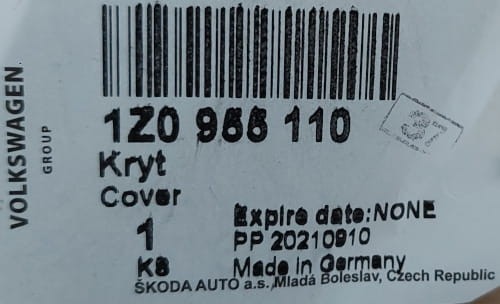 VOLKSWAGEN
GROUP
1Z0 955 110
Kryt
Cover
1
KS
Expire date:NONE
PP 20210910
Made in Germany
ŠKODA AUTO a.s. Mladá Boleslav, Czech Republic